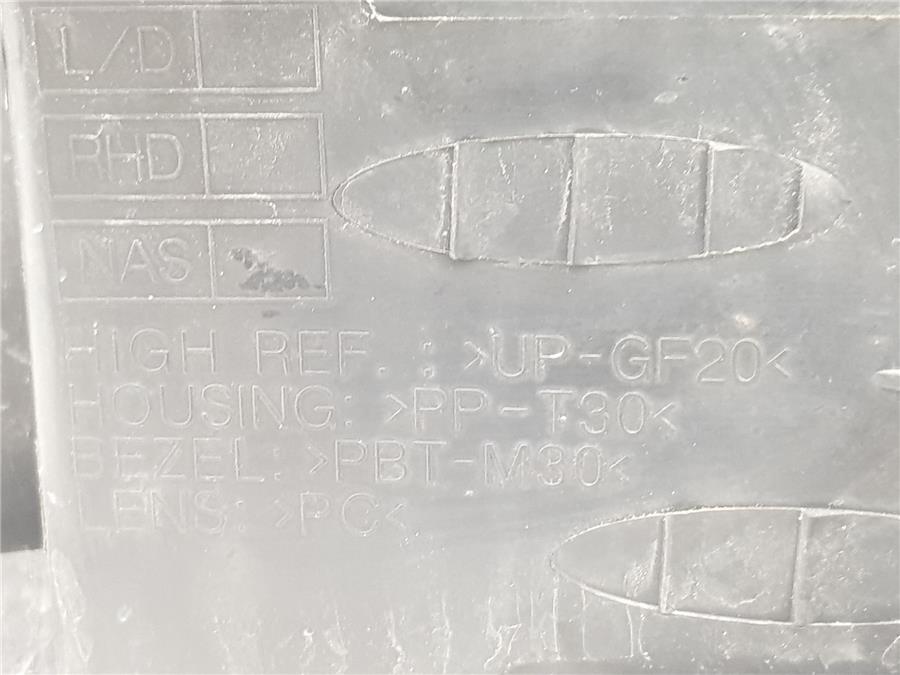 L/D
RHD
NAS
HIGH REF. : >UP-GF20<
HOUSING: >PP-T30<
BEZEL: >PBT-M30<
LENS: >PC<